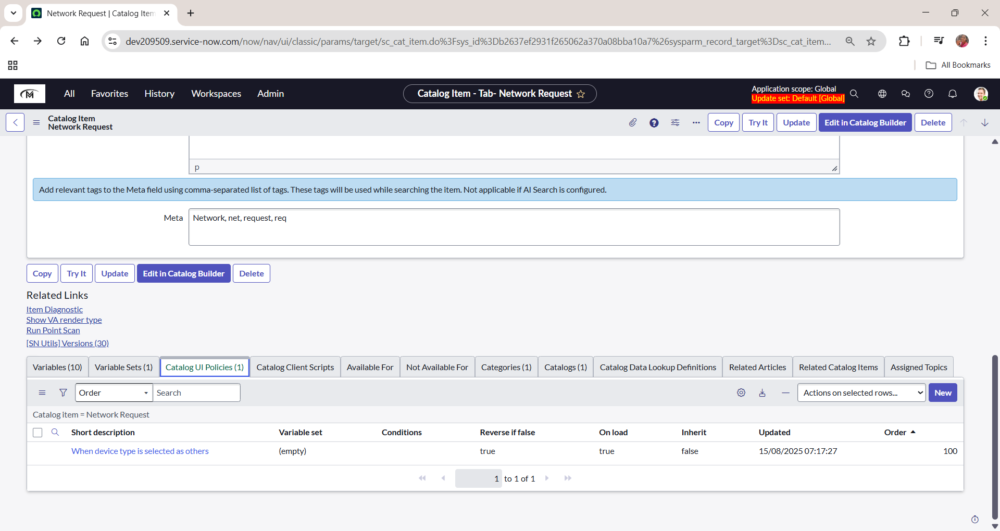 Network Request | Catalog Item
dev209509.service-now.com/now/nav/ui/classic/params/target/sc_cat_item.do%3Fsys_id%3Db2637ef2931f265062a370a08bba10a7%26sysparm_record_target%3Dsc_cat_item...
All Bookmarks
M
All
Favorites
History
Workspaces
Admin
Catalog Item - Tab- Network Request
Application scope: Global
Update set: Default [Global]
Catalog Item
Network Request
Copy
Try It
Update
Edit in Catalog Builder
Delete
p
Add relevant tags to the Meta field using comma-separated list of tags. These tags will be used while searching the item. Not applicable if AI Search is configured.
Meta
Network, net, request, req
Copy
Try It
Update
Edit in Catalog Builder
Delete
Related Links
Item Diagnostic
Show VA render type
Run Point Scan
[SN Utils] Versions (30)
Variables (10)
Variable Sets (1)
Catalog UI Policies (1)
Catalog Client Scripts
Available For
Not Available For
Categories (1)
Catalogs (1)
Catalog Data Lookup Definitions
Related Articles
Related Catalog Items
Assigned Topics
Order
Search
Actions on selected rows...
New
Catalog item = Network Request
Short description
Variable set
Conditions
Reverse if false
On load
Inherit
Updated
Order
When device type is selected as others
(empty)
true
true
false
15/08/2025 07:17:27
100
1 to 1 of 1